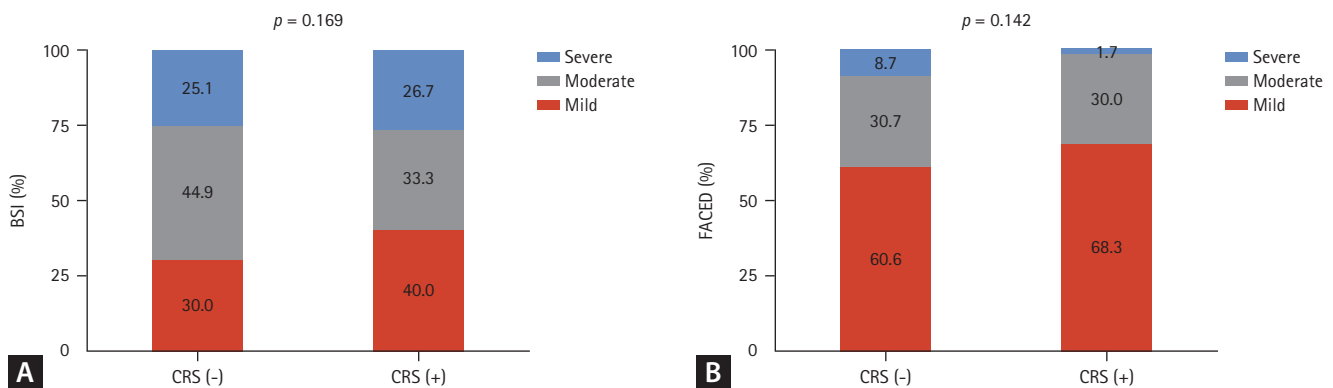 p = 0.169
100
75
50
25
0
BSI (%)
25.1
44.9
30.0
26.7
33.3
40.0
CRS (-)
CRS (+)
Severe
Moderate
Mild
A
p = 0.142
100
75
50
25
0
FACED (%)
8.7
30.7
60.6
1.7
30.0
68.3
CRS (-)
CRS (+)
Severe
Moderate
Mild
B